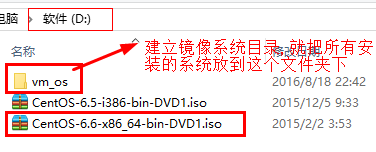 电脑 > 软件 (D:) >
建立镜像系统目录,就把所有
名称
安装的系统放到这个文件夹下
vm_os 2016/8/18 22:42
CentOS-6.5-i386-bin-DVD1.iso 2015/12/5 9:33
CentOS-6.6-x86_64-bin-DVD1.iso 2015/2/2 3:53